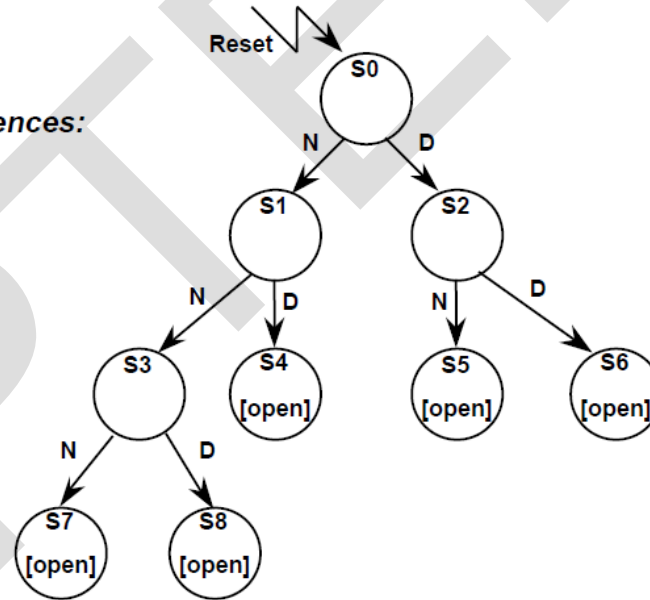 Reset
S0
ences:
N D
S1 S2
N D N D
S3 S4 S5 S6
[open] [open] [open]
N D
S7 S8
[open] [open]